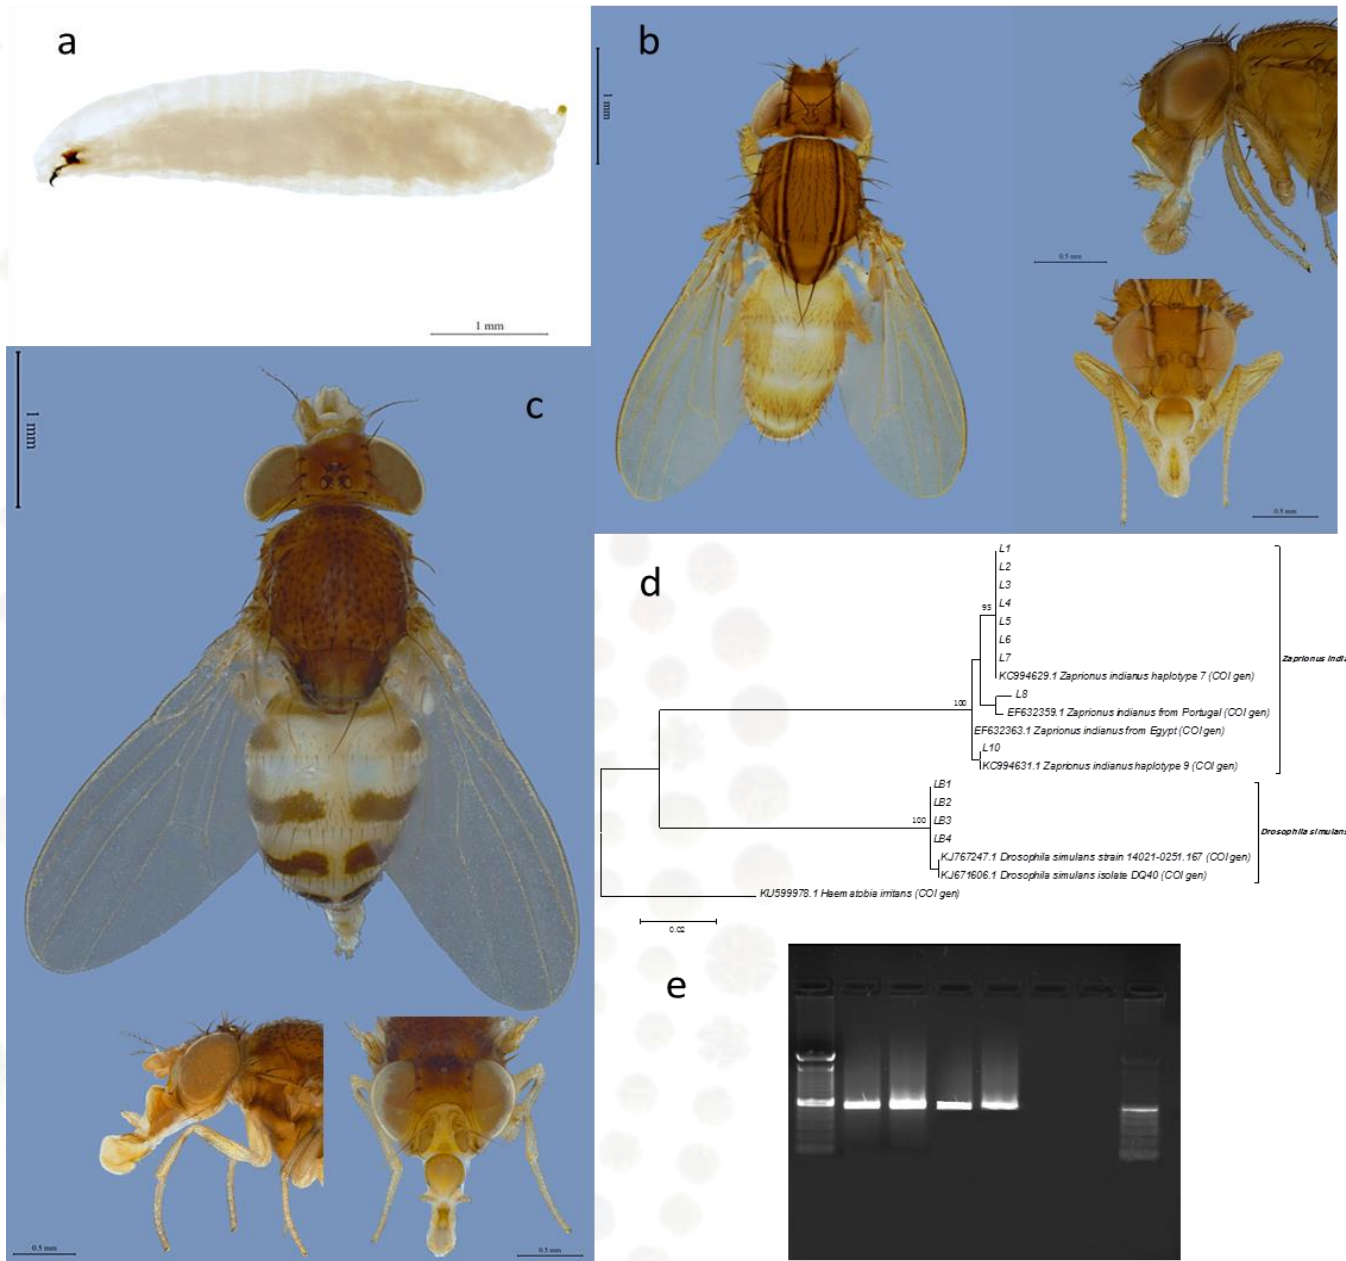 a
1 mm
b
1 mm
0.5 mm
0.5 mm
c
1 mm
0.5 mm
0.5 mm
d
L1
L2
L3
L4
95
L5
L6
L7
Zaprionus india
KC994629.1 Zaprionus indianus haplotype 7 (COI gen)
L8
100
EF632359.1 Zaprionus indianus from Portugal (COI gen)
EF632363.1 Zaprionus indianus from Egypt (COI gen)
L10
KC994631.1 Zaprionus indianus haplotype 9 (COI gen)
LB1
LB2
100
LB3
LB4
Drosophila simulans
KJ767247.1 Drosophila simulans strain 14021-0251.167 (COI gen)
KJ671606.1 Drosophila simulans isolate DQ40 (COI gen)
KU599978.1 Haematobia irritans (COI gen)
0.02
e